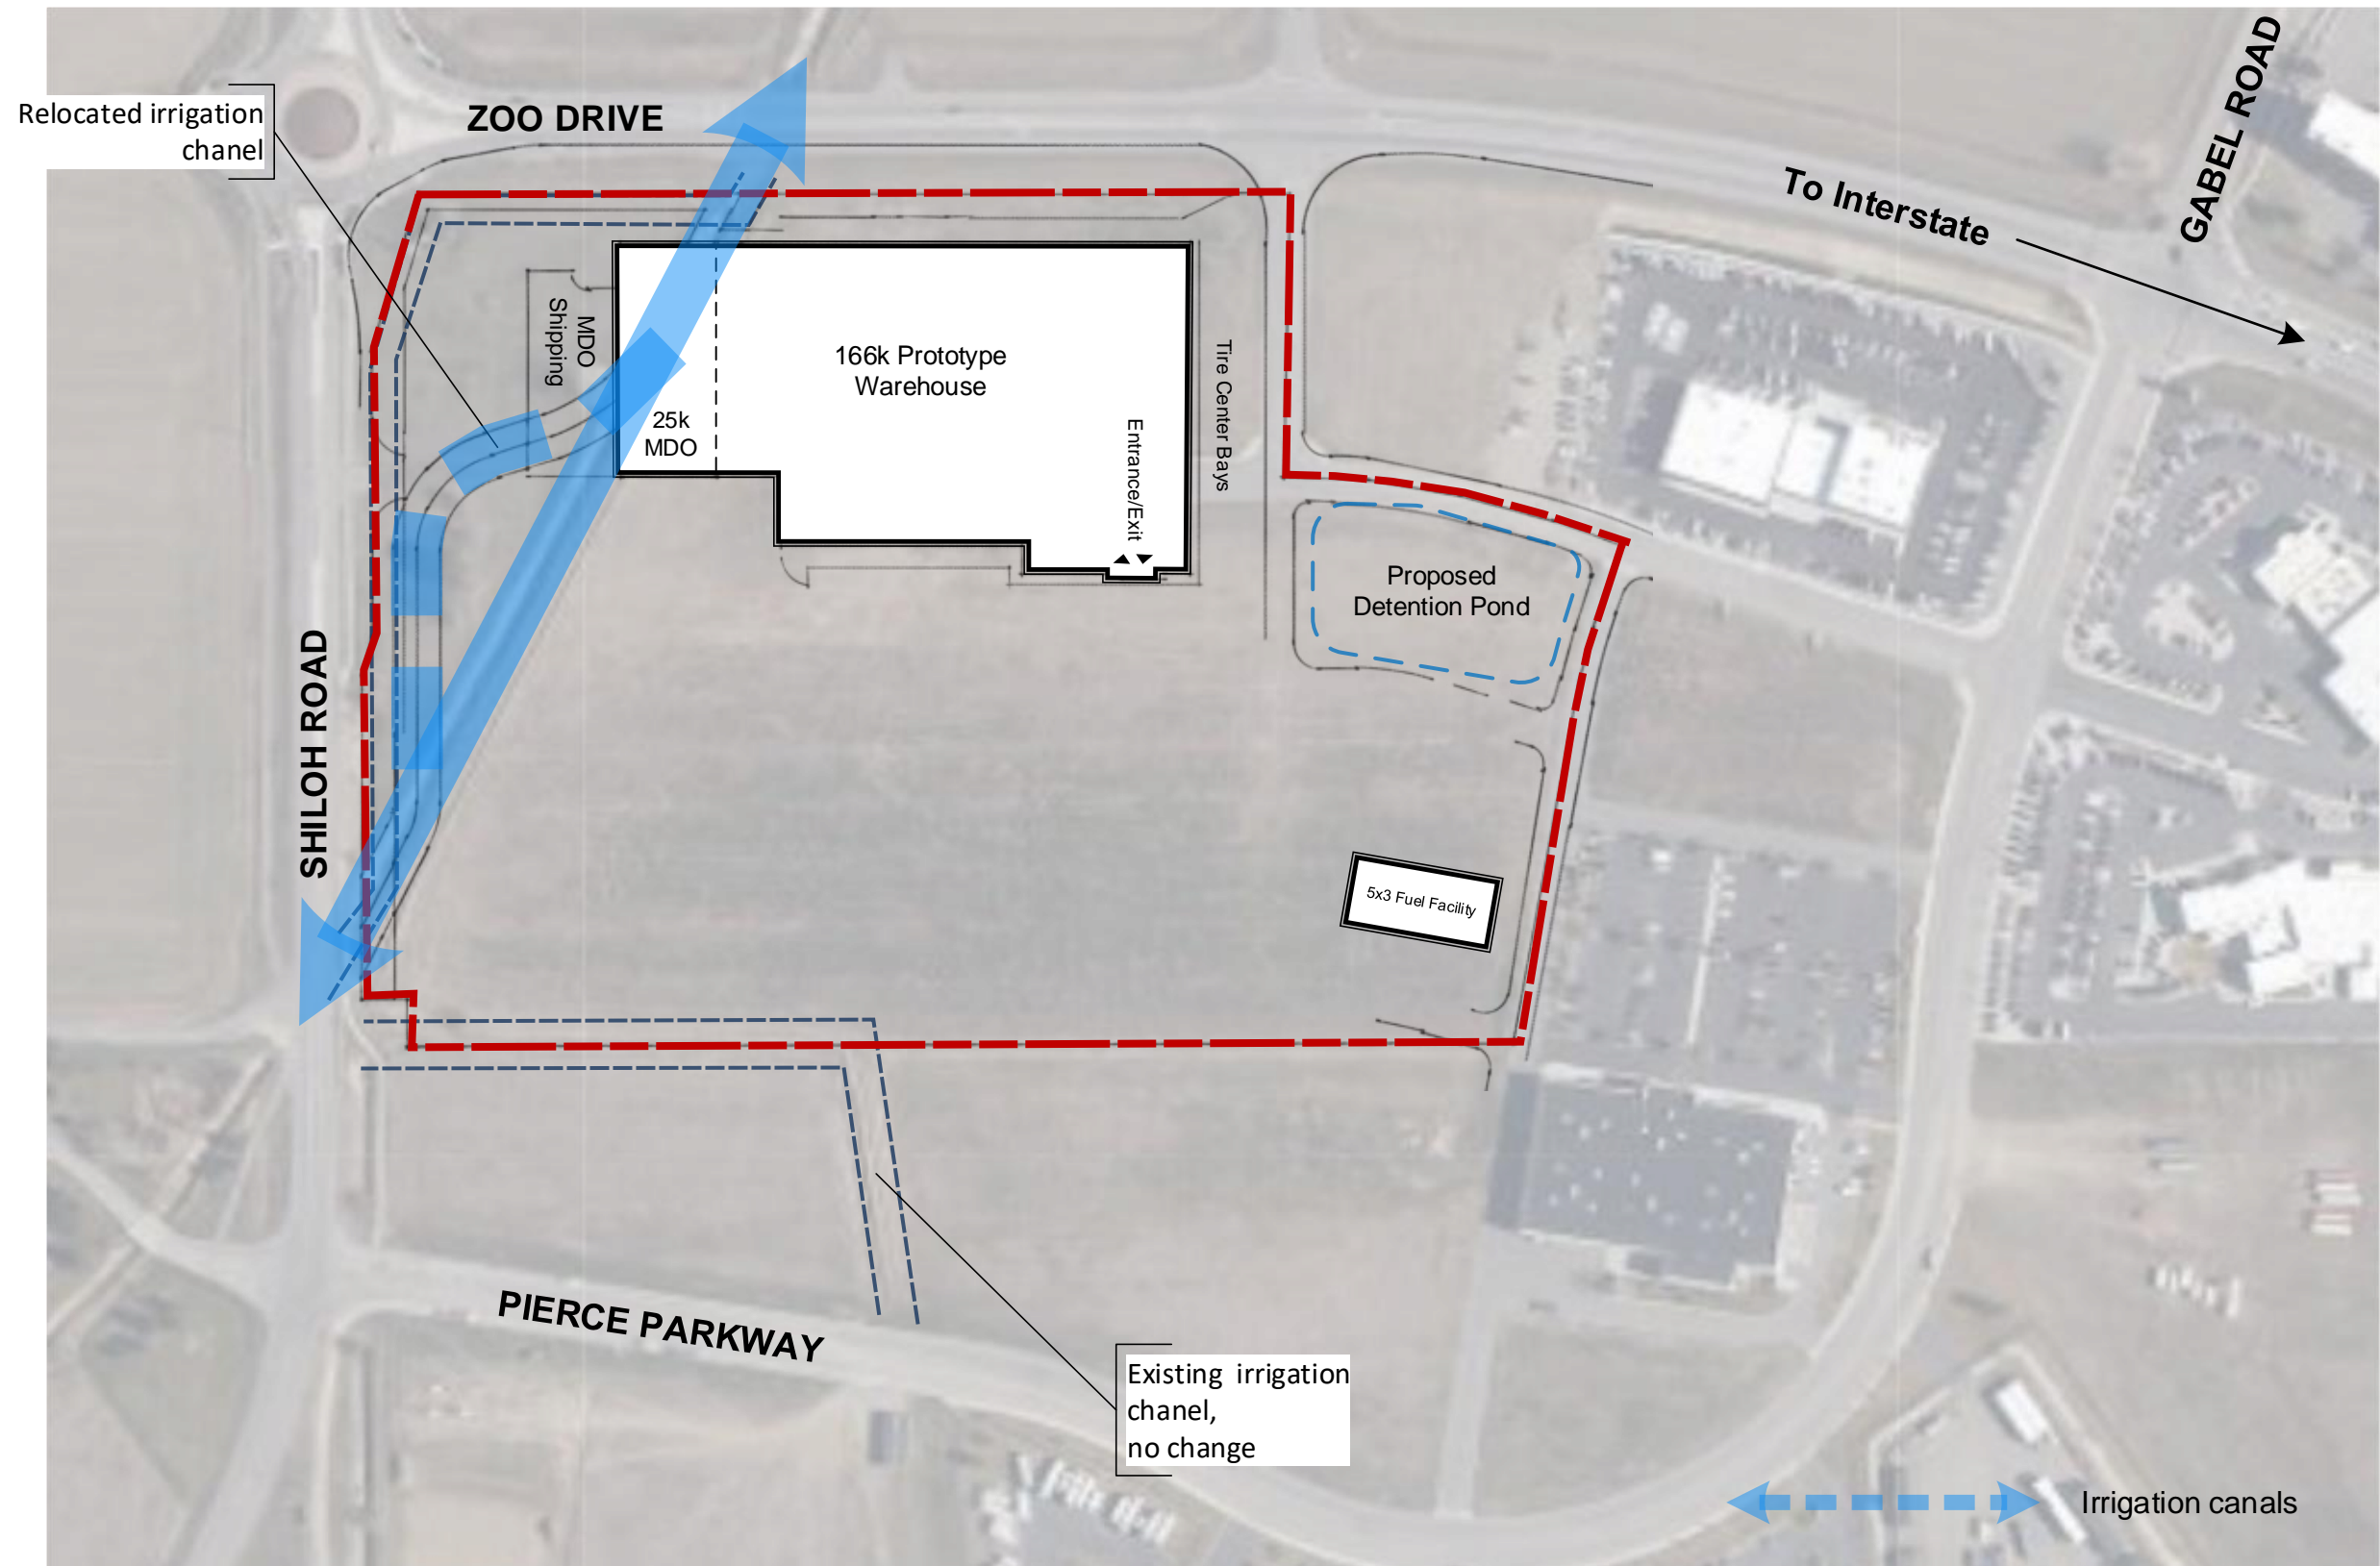 Relocated irrigation
chanel
ZOO DRIVE
To Interstate
GABEL ROAD
MDO
Shipping
166k Prototype
Warehouse
25k
MDO
Entrance/Exit
Tire Center Bays
Proposed
Detention Pond
SHILOH ROAD
5x3 Fuel Facility
PIERCE PARKWAY
Existing irrigation
chanel,
no change
Irrigation canals